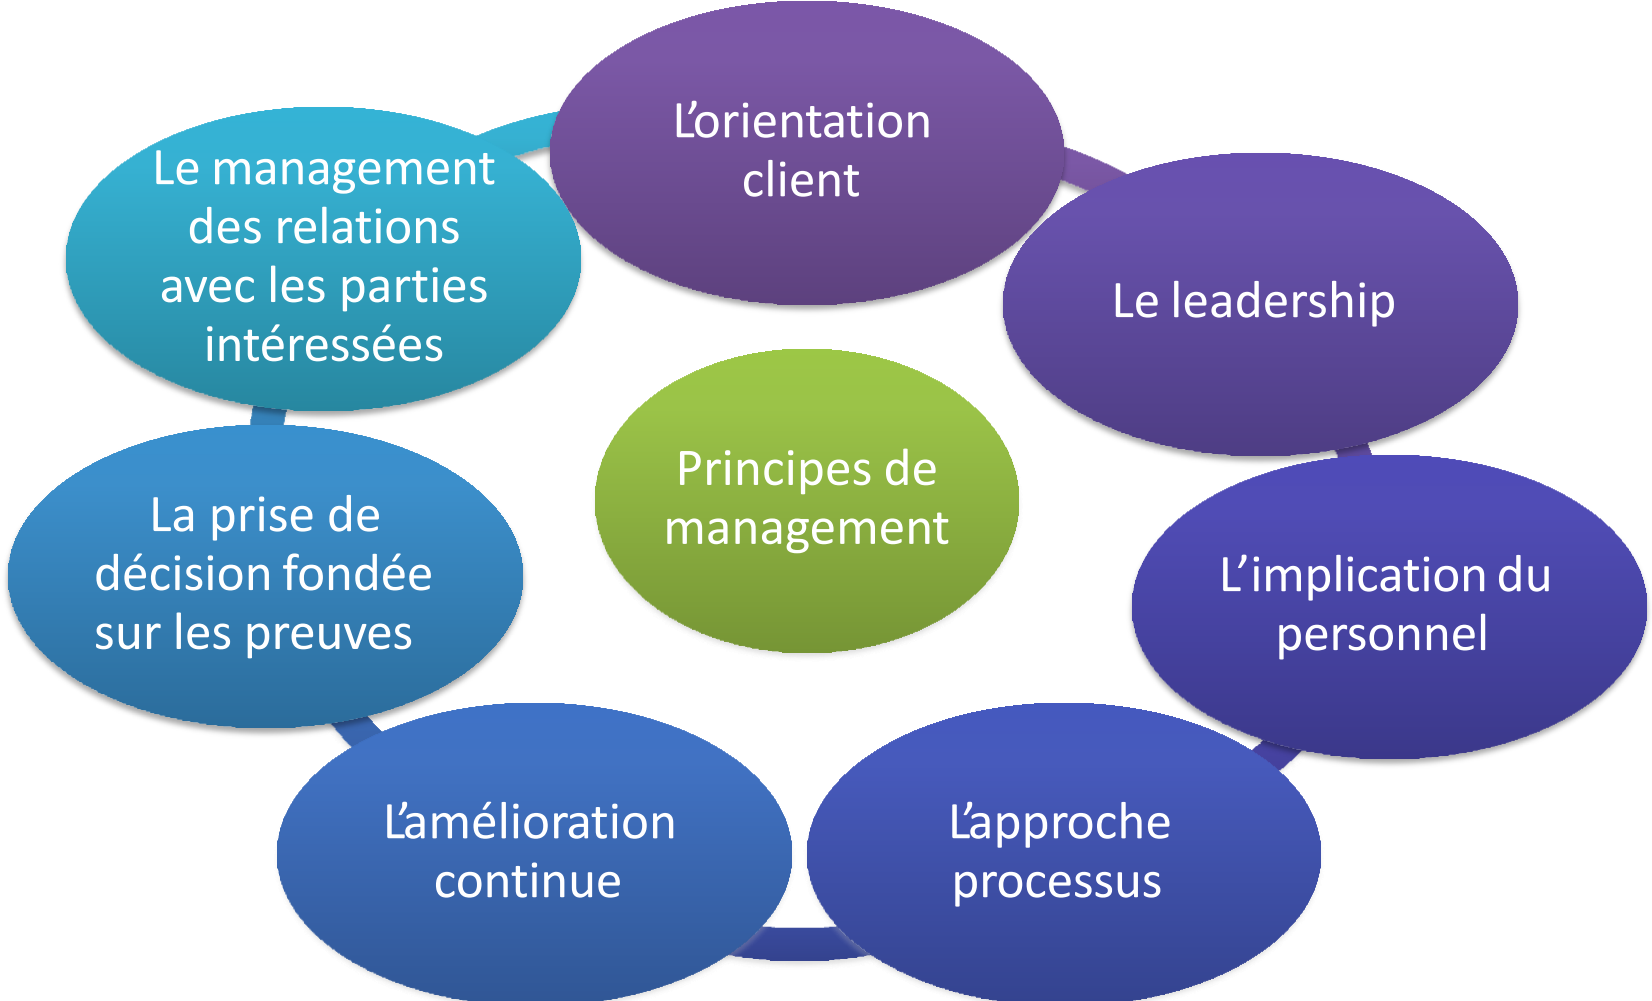 L'orientation
client
Le leadership
L'implication du
personnel
L'approche
processus
L'amélioration
continue
La prise de
décision fondée
sur les preuves
Le management
des relations
avec les parties
intéressées
Principes de
management